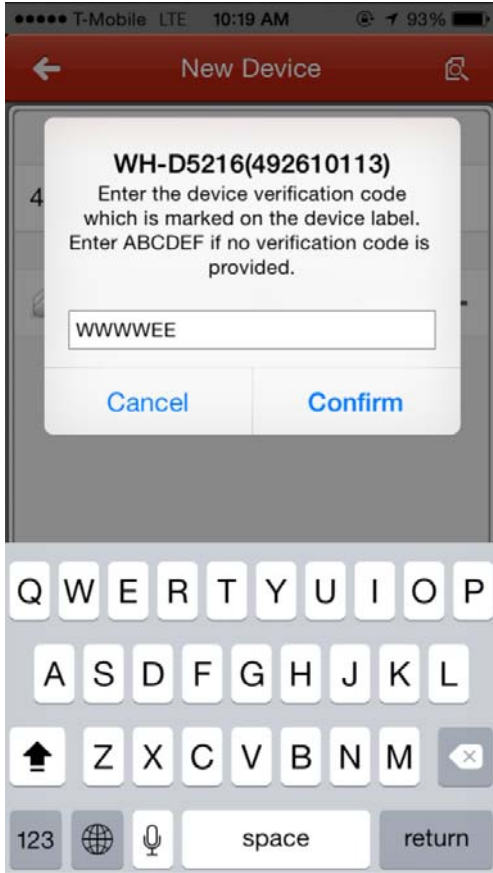 T-Mobile LTE 10:19 AM 93%
New Device
WH-D5216(492610113)
Enter the device verification code
which is marked on the device label.
Enter ABCDEF if no verification code is
provided.
4
WWWWEE
Cancel Confirm
Q W E R T Y U I O P
A S D F G H J K L
Z X C V B N M
123 space return